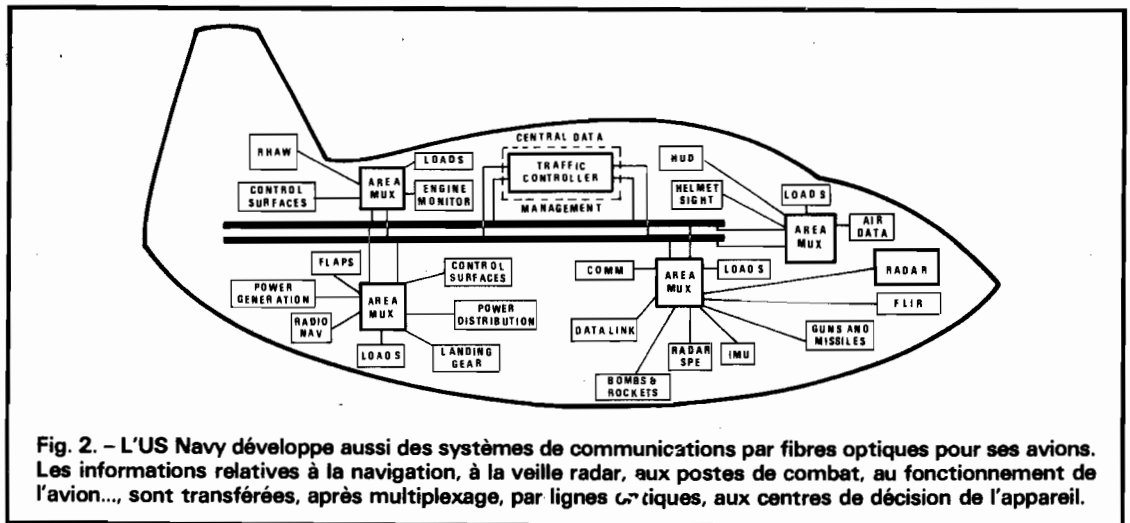 CENTRAL DATA
TRAFFIC
CONTROLLER
MANAGEMENT
RHAW
LOADS
CONTROL
SURFACES
AREA
MUX
ENGINE
MONITOR
HUD
HELMET
SIGHT
LOADS
AREA
MUX
AIR
DATA
FLAPS
CONTROL
SURFACES
POWER
GENERATION
AREA
MUX
POWER
DISTRIBUTION
RADIO
NAV
LOADS
LANDING
GEAR
COMM
AREA
MUX
LOADS
RADAR
FLIR
DATA LINK
GUNS AND
MISSILES
RADAR
SPE
IMU
BOMBS &
ROCKETS
Fig. 2. – L'US Navy développe aussi des systèmes de communications par fibres optiques pour ses avions.
Les informations relatives à la navigation, à la veille radar, aux postes de combat, au fonctionnement de
l'avion..., sont transférées, après multiplexage, par lignes optiques, aux centres de décision de l'appareil.